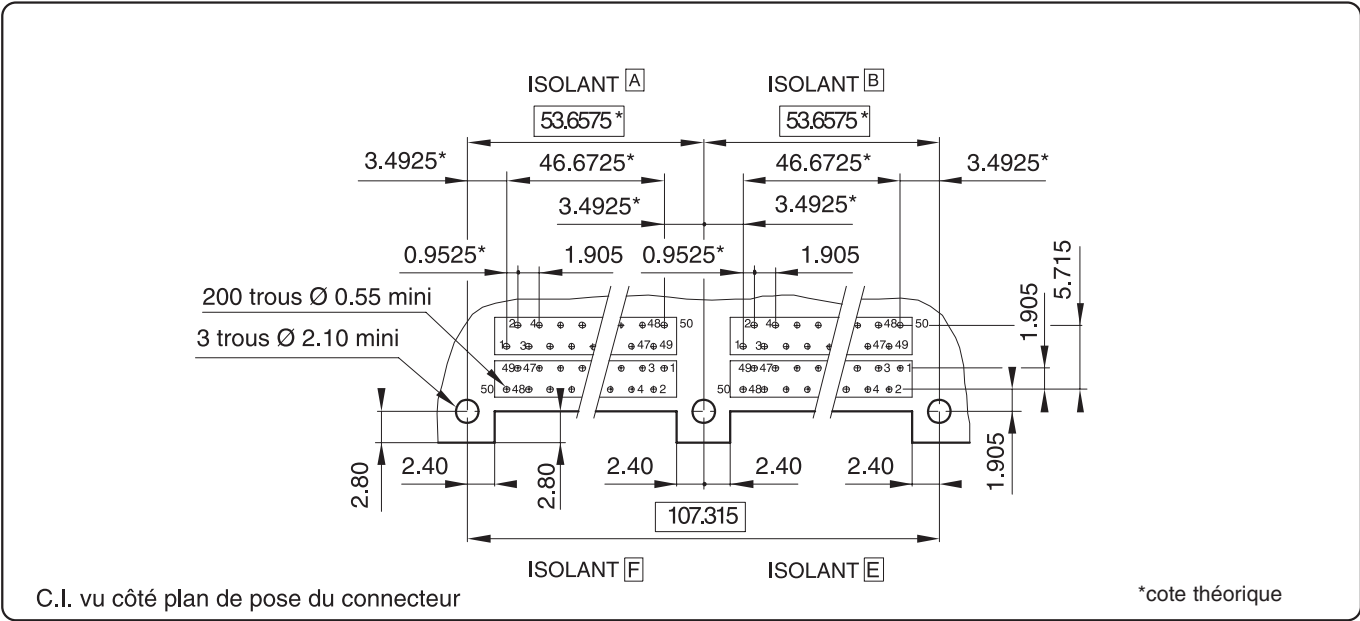 ISOLANT A ISOLANT B
53.6575* 53.6575*
3.4925* 46.6725* 46.6725* 3.4925*
3.4925* 3.4925*
0.9525* 1.905 0.9525* 1.905
5.715
1.905
200 trous Ø 0.55 mini
3 trous Ø 2.10 mini
2 4 48 50 2 4 48 50
1 3 47 49 1 3 47 49
49 47 3 1 49 47 3 1
50 48 4 2 50 48 4 2
2.80 2.40 2.80 2.40 2.40 2.40 1.905
107.315
ISOLANT F ISOLANT E
C.I. vu côté plan de pose du connecteur
*cote théorique